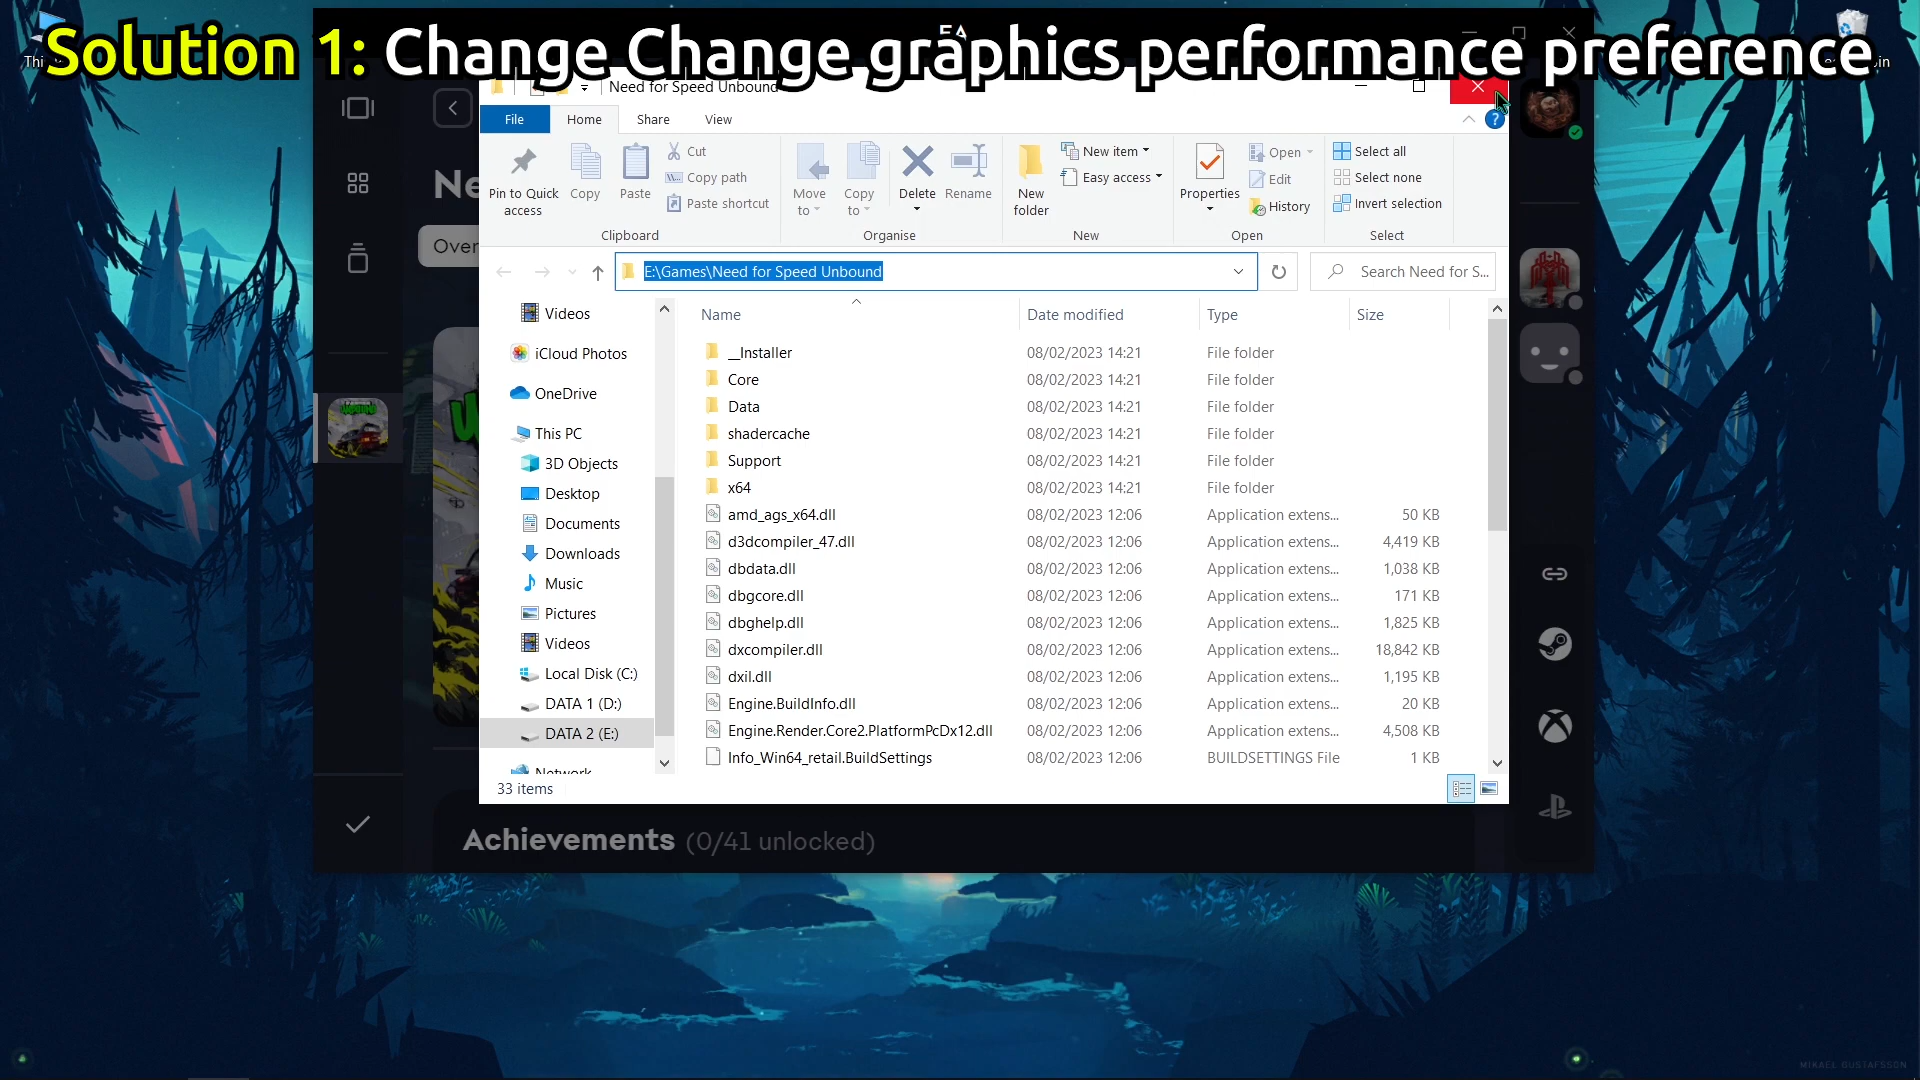 Solution 1: Change Change graphics performance preference
EA
Need for Speed Unbound
File
Home
Share
View
Pin to Quick access
Copy
Paste
Cut
Copy path
Paste shortcut
Clipboard
Move to
Copy to
Delete
Rename
Organise
New folder
New item
Easy access
New
Properties
Open
Edit
History
Open
Select all
Select none
Invert selection
Select
E:\Games\Need for Speed Unbound
Search Need for S...
Ne
Over
Videos
iCloud Photos
OneDrive
This PC
3D Objects
Desktop
Documents
Downloads
Music
Pictures
Videos
Local Disk (C:)
DATA 1 (D:)
DATA 2 (E:)
Network
Name Date modified Type Size
__Installer 08/02/2023 14:21 File folder
Core 08/02/2023 14:21 File folder
Data 08/02/2023 14:21 File folder
shadercache 08/02/2023 14:21 File folder
Support 08/02/2023 14:21 File folder
x64 08/02/2023 14:21 File folder
amd_ags_x64.dll 08/02/2023 12:06 Application extens... 50 KB
d3dcompiler_47.dll 08/02/2023 12:06 Application extens... 4,419 KB
dbdata.dll 08/02/2023 12:06 Application extens... 1,038 KB
dbgcore.dll 08/02/2023 12:06 Application extens... 171 KB
dbghelp.dll 08/02/2023 12:06 Application extens... 1,825 KB
dxcompiler.dll 08/02/2023 12:06 Application extens... 18,842 KB
dxil.dll 08/02/2023 12:06 Application extens... 1,195 KB
Engine.BuildInfo.dll 08/02/2023 12:06 Application extens... 20 KB
Engine.Render.Core2.PlatformPcDx12.dll 08/02/2023 12:06 Application extens... 4,508 KB
Info_Win64_retail.BuildSettings 08/02/2023 12:06 BUILDSETTINGS File 1 KB
33 items
Achievements (0/41 unlocked)
MIKAEL GUSTAFSSON